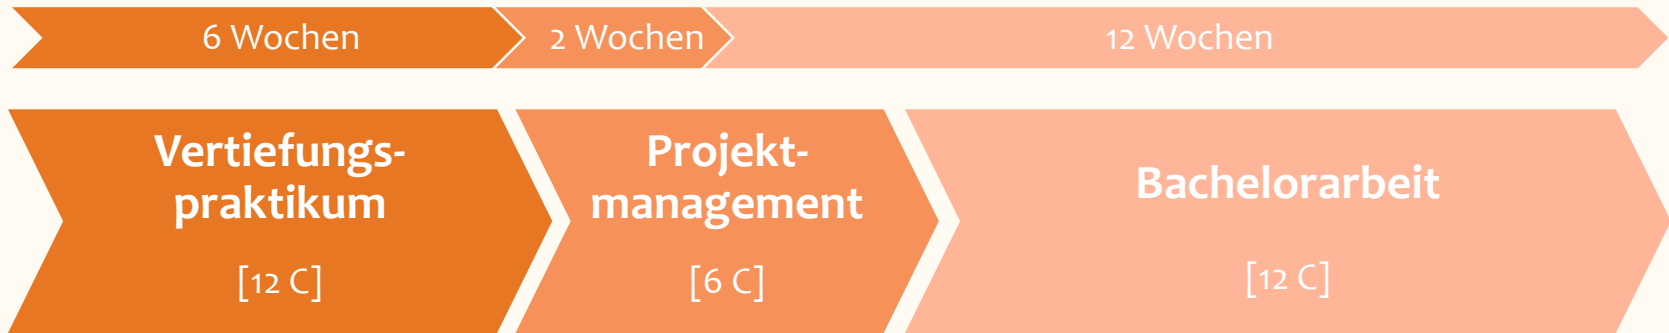 6 Wochen
2 Wochen
12 Wochen
Vertiefungs-
praktikum
[12 C]
Projekt-
management
[6 C]
Bachelorarbeit
[12 C]